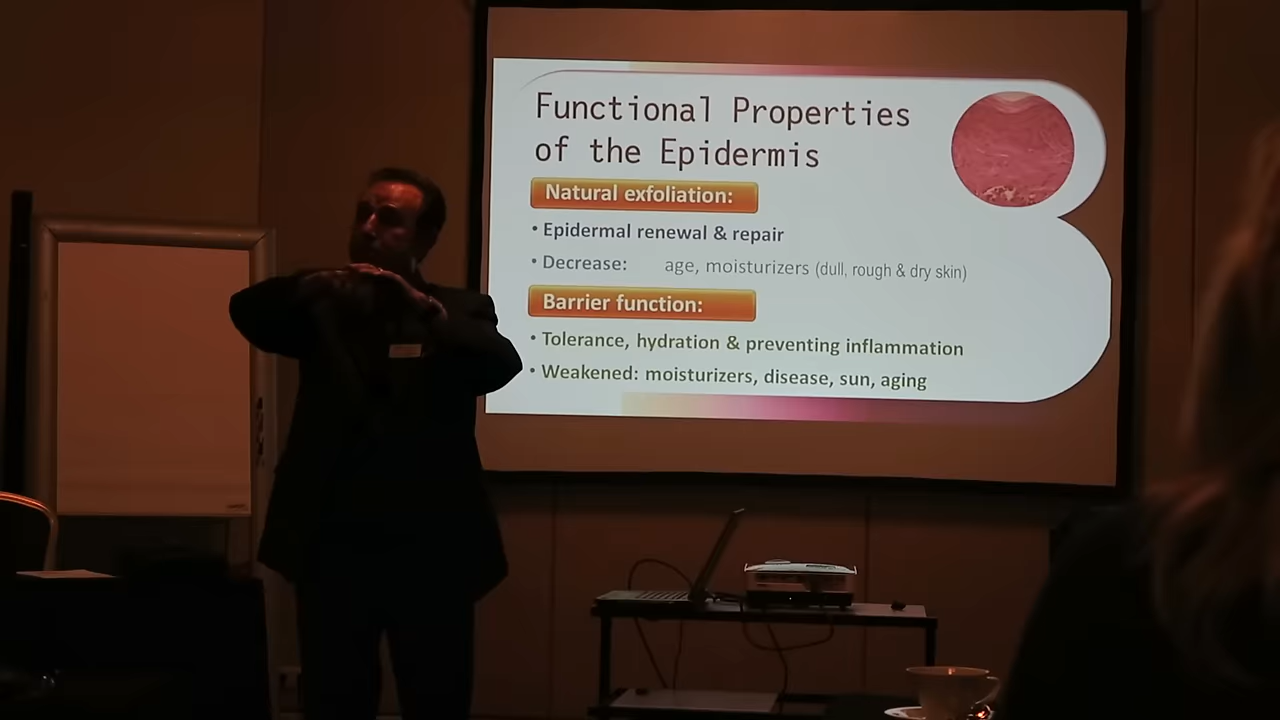 Functional Properties
of the Epidermis
Natural exfoliation:
• Epidermal renewal & repair
• Decrease: age, moisturizers (dull, rough & dry skin)
Barrier function:
• Tolerance, hydration & preventing inflammation
• Weakened: moisturizers, disease, sun, aging